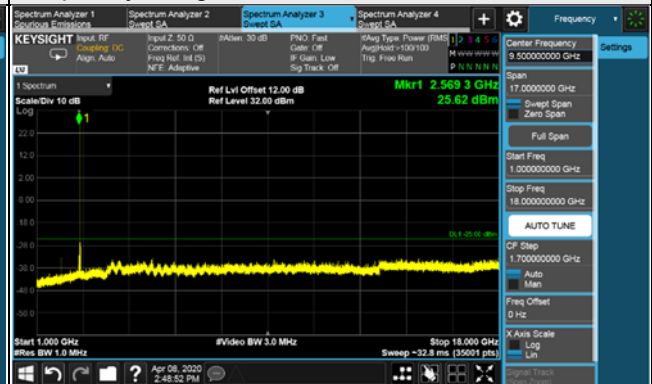 Spectrum Analyzer 1
Spurious Emissions
Spectrum Analyzer 2
Swept SA
Spectrum Analyzer 3
Swept SA
Spectrum Analyzer 4
Swept SA
+
Frequency
KEYSIGHT
Input: RF
Coupling: DC
Align: Auto
Input Z: 50 Ω
Corrections: Off
Freq Ref: Int (S)
NFE: Adaptive
#Atten: 30 dB
PNO: Fast
Gate: Off
IF Gain: Low
Sig Track: Off
#Avg Type: Power (RMS)
Avg|Hold:>100/100
Trig: Free Run
1 2 3 4 5 6
M W W W W W
P N N N N N
LXI
1 Spectrum
Scale/Div 10 dB
Log
Ref Lvl Offset 12.00 dB
Ref Level 32.00 dBm
Mkr1 2.569 3 GHz
25.62 dBm
1
22.0
12.0
2.00
-8.00
-18.0
-28.0
-38.0
-48.0
-50.0
DL1 -25.00 dBm
Start 1.000 GHz
#Res BW 1.0 MHz
#Video BW 3.0 MHz
Stop 18.000 GHz
Sweep ~32.8 ms (35001 pts)
Apr 08, 2020
2:48:52 PM
Center Frequency
9.500000000 GHz
Span
17.0000000 GHz
Swept Span
Zero Span
Full Span
Start Freq
1.000000000 GHz
Stop Freq
18.000000000 GHz
AUTO TUNE
CF Step
1.700000000 GHz
Auto
Man
Freq Offset
0 Hz
X Axis Scale
Log
Lin
Signal Track
Settings